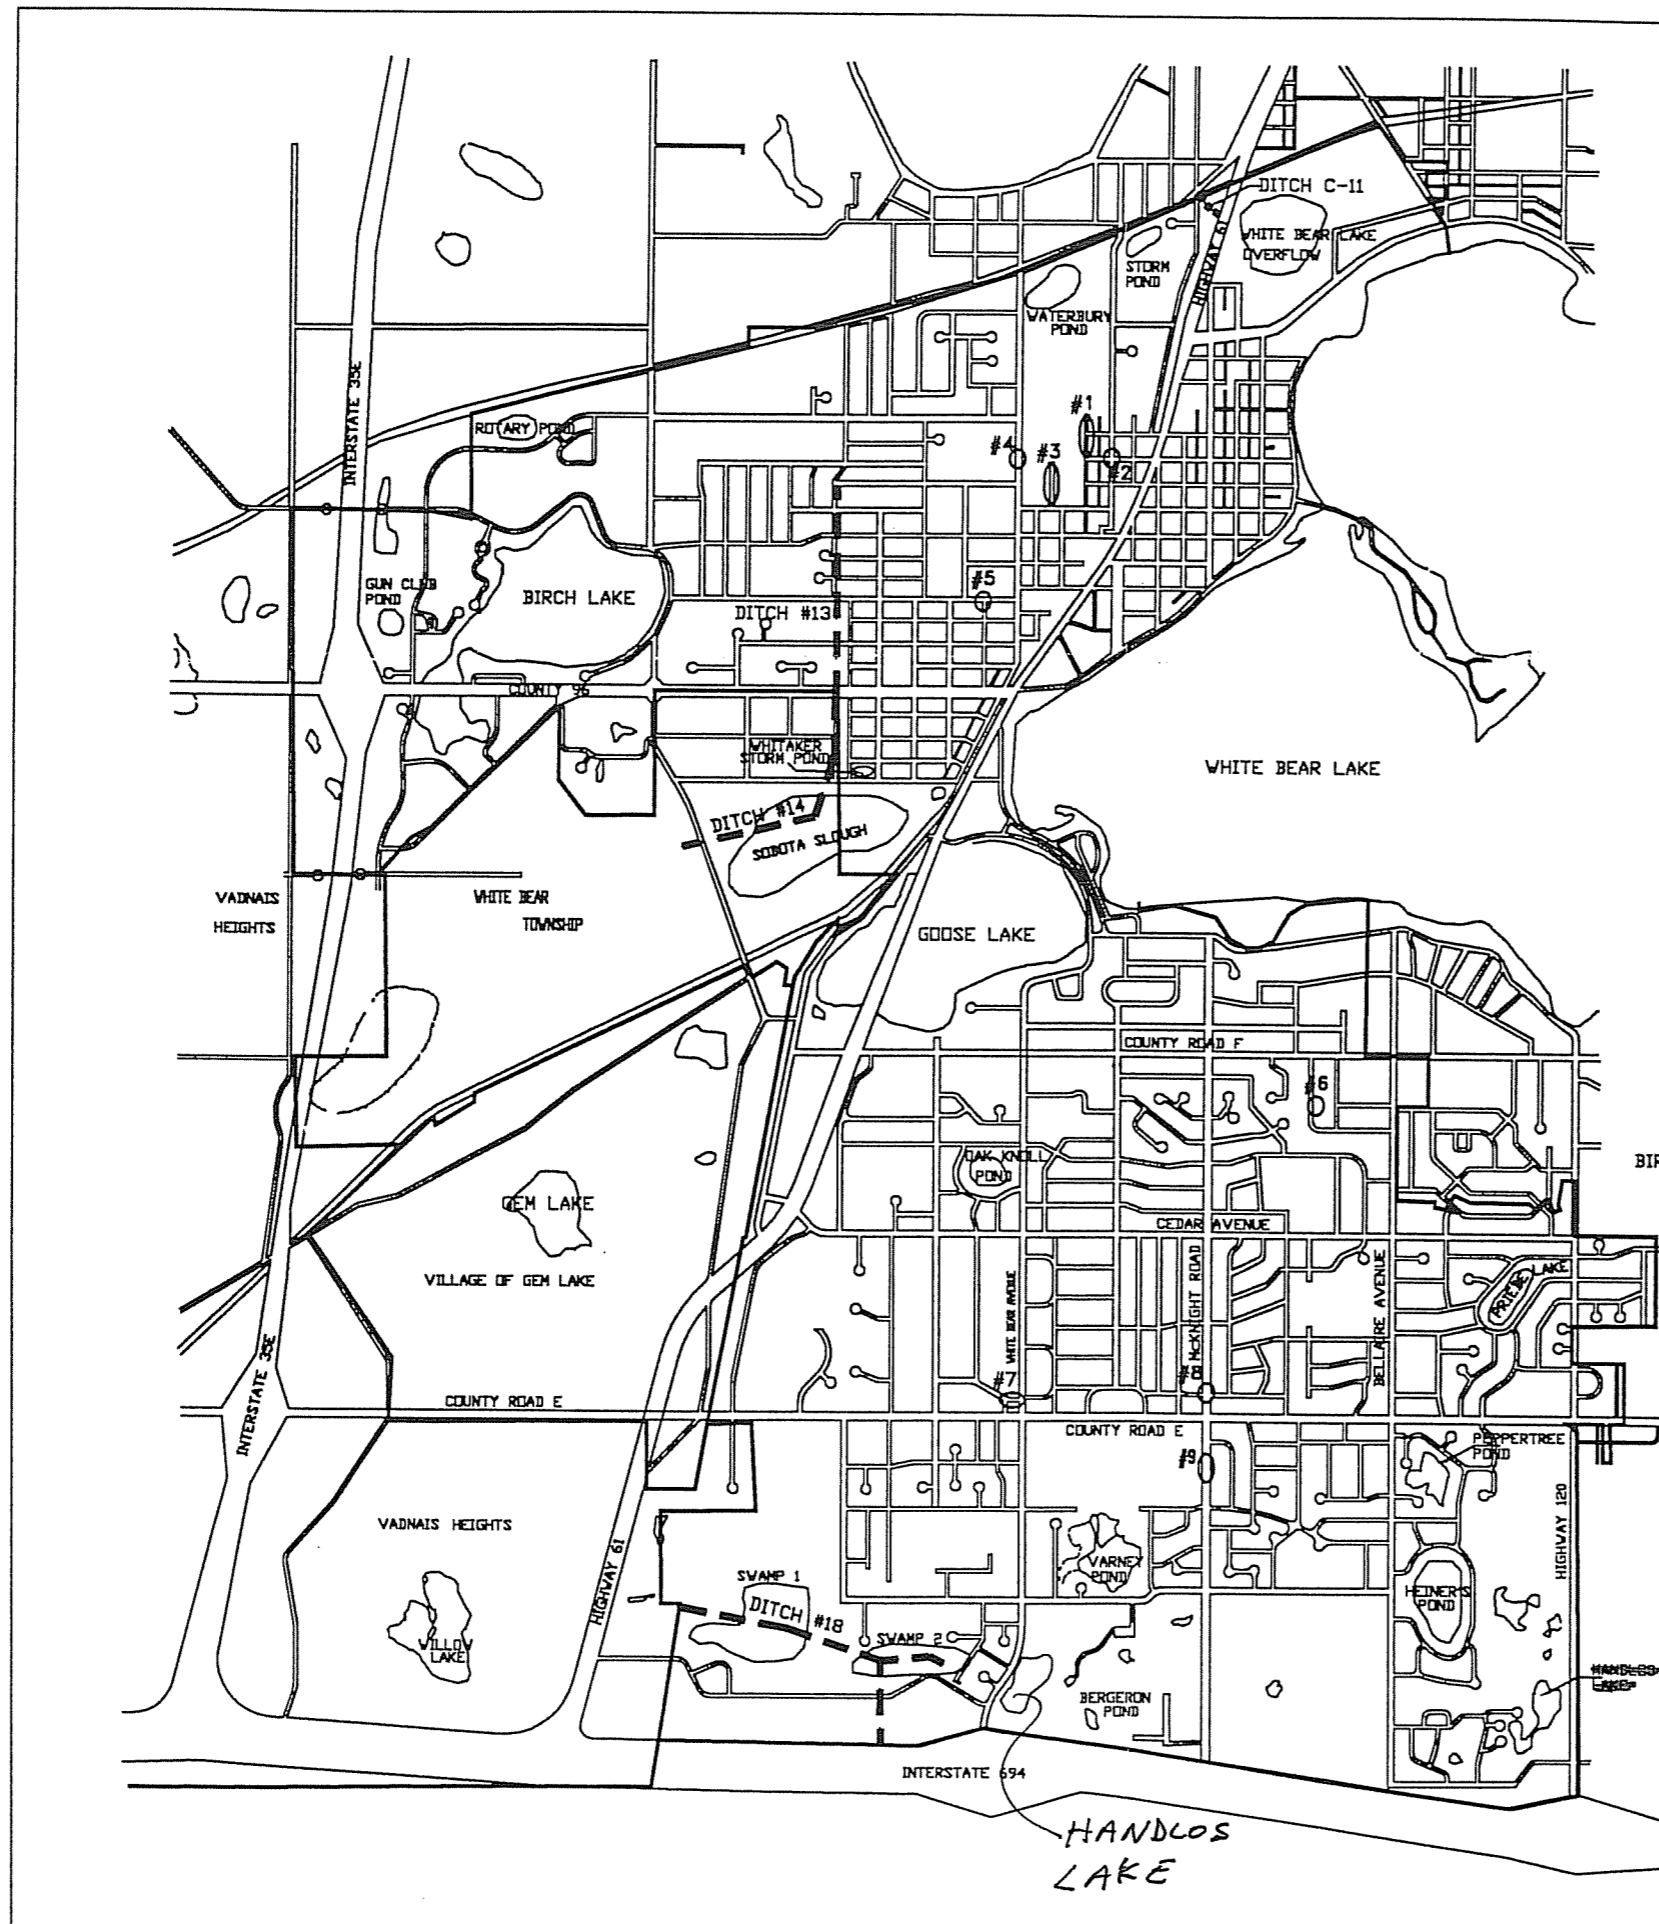 DITCH C-11
WHITE BEAR LAKE
OVERFLOW
HIGHWAY 61
STORM
POND
WATERBURY
POND
INTERSTATE 35E
ROTARY POND
#1
#4
#3
#2
GUN CLUB
POND
BIRCH LAKE
#5
DITCH #13
COUNTY 96
WHITAKER
STORM POND
WHITE BEAR LAKE
DITCH #14
SOBOTA SLOUGH
VADNAIS
HEIGHTS
WHITE BEAR
TOWNSHIP
GOOSE LAKE
COUNTY ROAD F
#6
OAK KNOLL
POND
BIR
GEM LAKE
CEDAR AVENUE
VILLAGE OF GEM LAKE
WHITE BEAR AVENUE
McKNIGHT ROAD
BELLAIRE AVENUE
PRIEBE LAKE
INTERSTATE 35E
#7
#8
COUNTY ROAD E
COUNTY ROAD E
#9
PEPPERTREE
POND
HIGHWAY 120
VADNAIS HEIGHTS
HIGHWAY 61
VARNEY
POND
SWAMP 1
DITCH #18
HEINER'S
POND
SWAMP 2
WILLOW
LAKE
HANDLOS
LAKE
BERGERON
POND
INTERSTATE 694
HANDLOS
LAKE